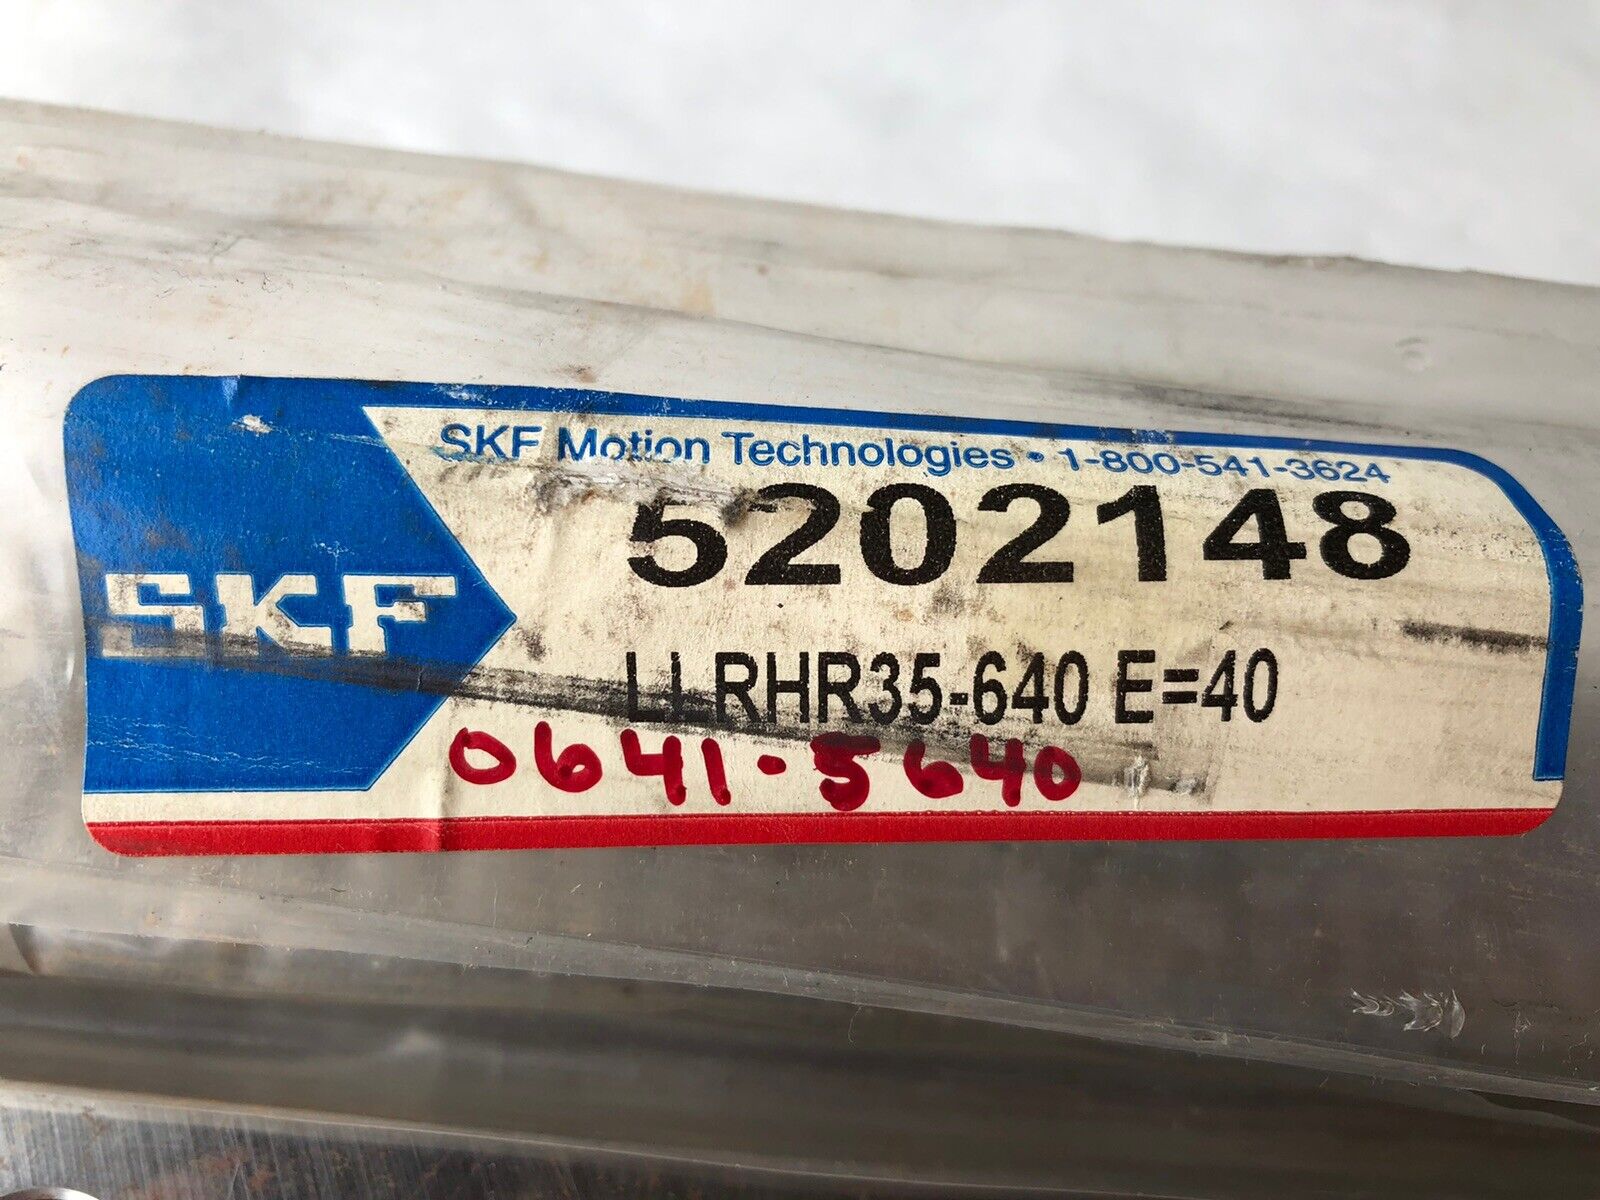 SKF Motion Technologies • 1-800-541-3624
5202148
SKF
LLRHR35-640 E=40
0641-5640